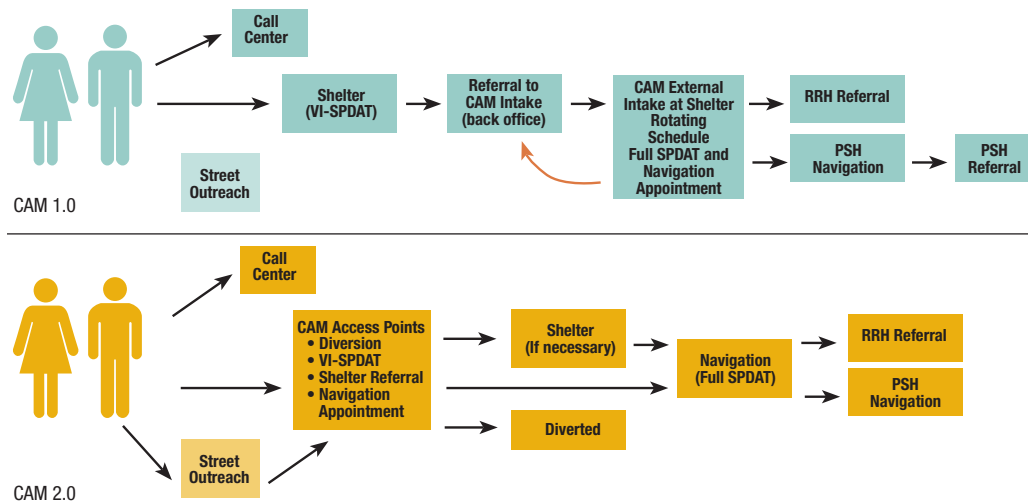 Call
Center
Shelter
(VI-SPDAT)
Referral to
CAM Intake
(back office)
CAM External
Intake at Shelter
Rotating
Schedule
Full SPDAT and
Navigation
Appointment
RRH Referral
PSH
Navigation
PSH
Referral
Street
Outreach
CAM 1.0
Call
Center
CAM Access Points
• Diversion
• VI-SPDAT
• Shelter Referral
• Navigation
Appointment
Shelter
(If necessary)
Navigation
(Full SPDAT)
RRH Referral
PSH
Navigation
Diverted
Street
Outreach
CAM 2.0